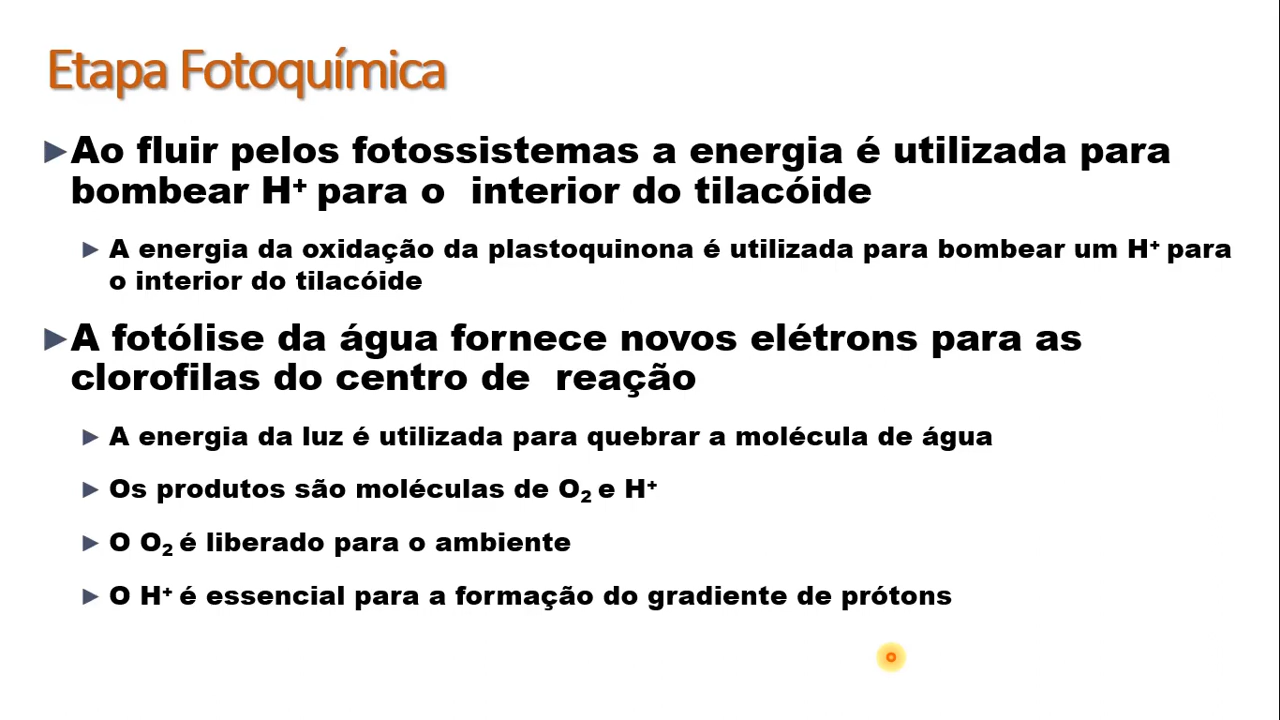 Etapa Fotoquímica
►Ao fluir pelos fotossistemas a energia é utilizada para
bombear H⁺ para o interior do tilacóide
► A energia da oxidação da plastoquinona é utilizada para bombear um H⁺ para
o interior do tilacóide
►A fotólise da água fornece novos elétrons para as
clorofilas do centro de reação
► A energia da luz é utilizada para quebrar a molécula de água
► Os produtos são moléculas de O₂ e H⁺
► O O₂ é liberado para o ambiente
► O H⁺ é essencial para a formação do gradiente de prótons